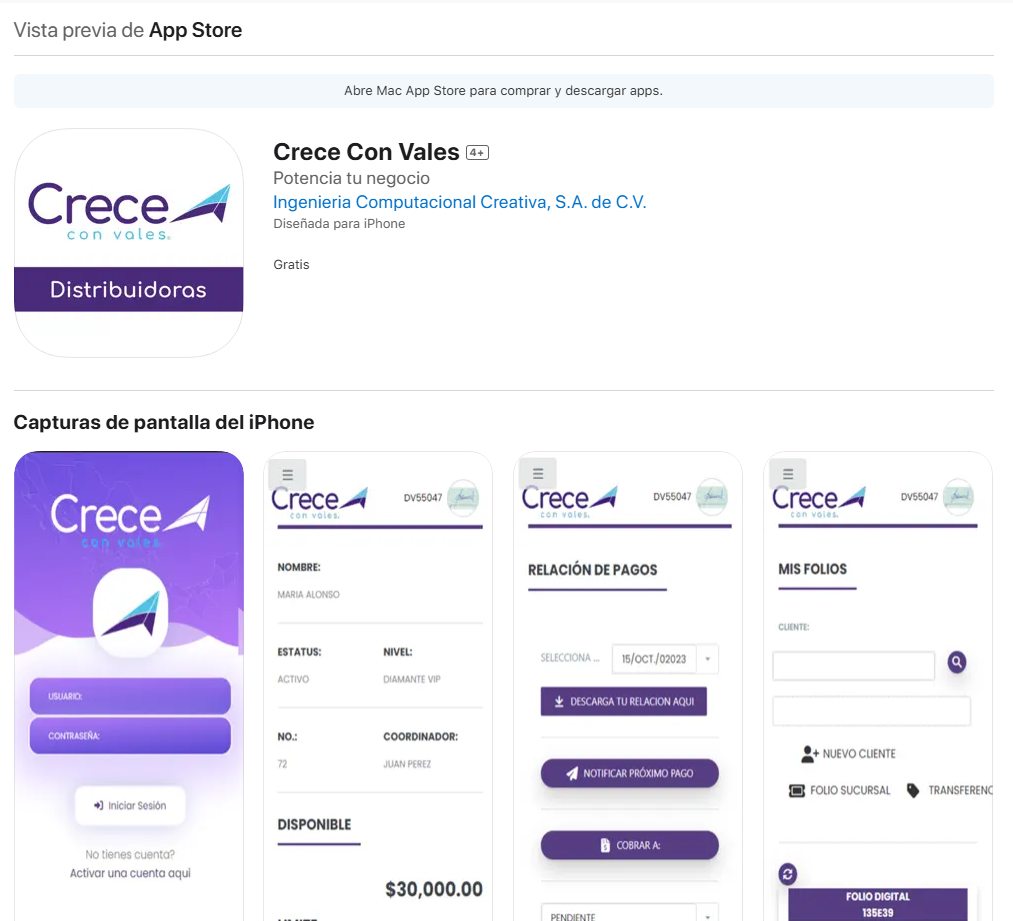 Vista previa de App Store
Abre Mac App Store para comprar y descargar apps.
Crece
con vales.
Distribuidoras
Crece Con Vales 4+
Potencia tu negocio
Ingenieria Computacional Creativa, S.A. de C.V.
Diseñada para iPhone
Gratis
Capturas de pantalla del iPhone
Crece
con vales.
USUARIO:
CONTRASEÑA:
Iniciar Sesión
No tienes cuenta?
Activar una cuenta aqui
Crece
con vales.
DV55047
NOMBRE:
MARIA ALONSO
ESTATUS: NIVEL:
ACTIVO DIAMANTE VIP
NO.: COORDINADOR:
72 JUAN PEREZ
DISPONIBLE
$30,000.00
Crece
con vales.
DV55047
RELACIÓN DE PAGOS
SELECCIONA ... 15/OCT./02023
DESCARGA TU RELACION AQUI
NOTIFICAR PRÓXIMO PAGO
COBRAR A:
PENDIENTE
Crece
con vales.
DV55047
MIS FOLIOS
CLIENTE:
NUEVO CLIENTE
FOLIO SUCURSAL TRANSFERENC
FOLIO DIGITAL
135E39